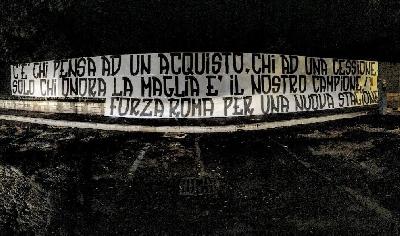 C'E' CHI PENSA AD UN ACQUISTO, CHI AD UNA CESSIONE
SOLO CHI ONORA LA MAGLIA E' IL NOSTRO CAMPIONE!
FORZA ROMA PER UNA NUOVA STAGIONE